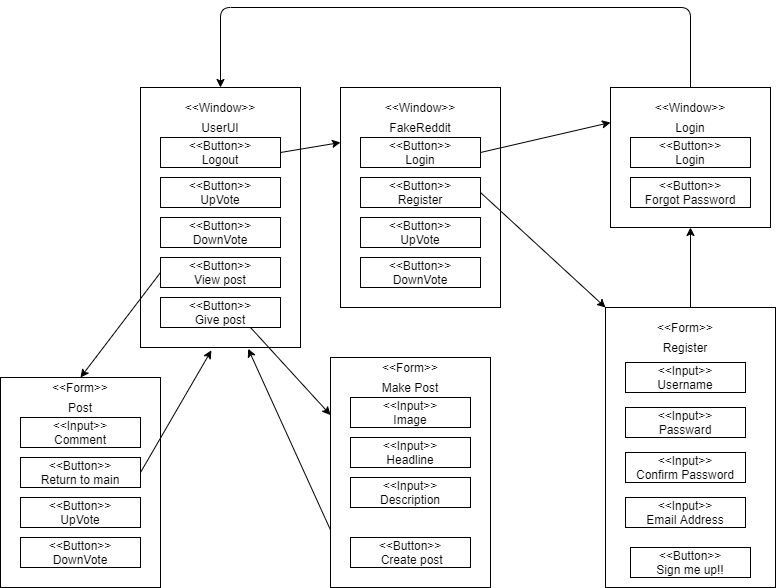 <<Window>>
UserUI
<<Button>>
Logout
<<Button>>
UpVote
<<Button>>
DownVote
<<Button>>
View post
<<Button>>
Give post
<<Window>>
FakeReddit
<<Button>>
Login
<<Button>>
Register
<<Button>>
UpVote
<<Button>>
DownVote
<<Window>>
Login
<<Button>>
Login
<<Button>>
Forgot Password
<<Form>>
Post
<<Input>>
Comment
<<Button>>
Return to main
<<Button>>
UpVote
<<Button>>
DownVote
<<Form>>
Make Post
<<Input>>
Image
<<Input>>
Headline
<<Input>>
Description
<<Button>>
Create post
<<Form>>
Register
<<Input>>
Username
<<Input>>
Passward
<<Input>>
Confirm Password
<<Input>>
Email Address
<<Button>>
Sign me up!!